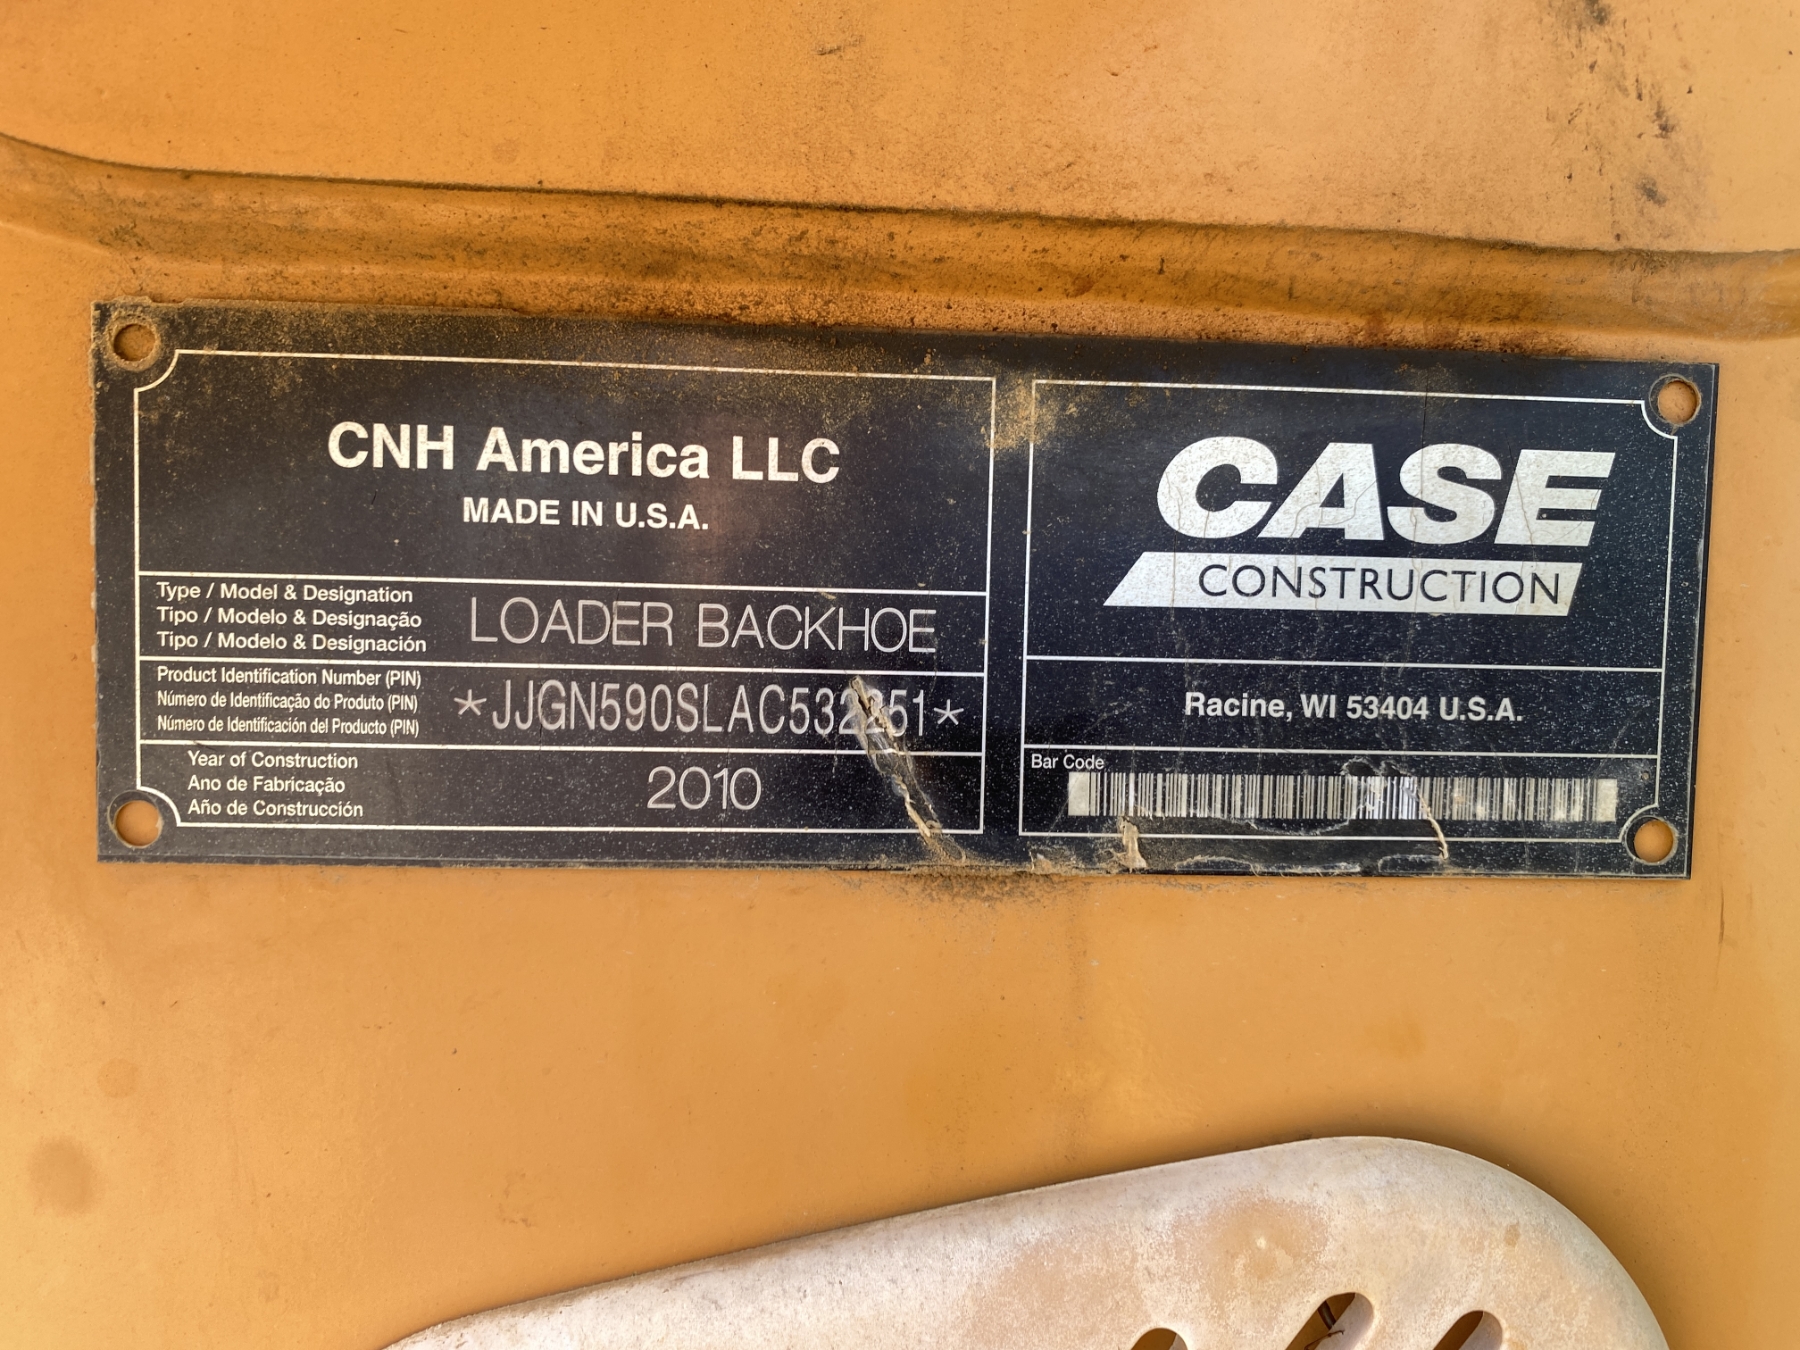 CNH America LLC
MADE IN U.S.A.
Type / Model & Designation
Tipo / Modelo & Designação
Tipo / Modelo & Designación
LOADER BACKHOE
Product Identification Number (PIN)
Número de Identificação do Produto (PIN)
Número de Identificación del Producto (PIN)
Year of Construction
Ano de Fabricação
Año de Construcción
2010
CASE
CONSTRUCTION
Racine, WI 53404 U.S.A.
Bar Code